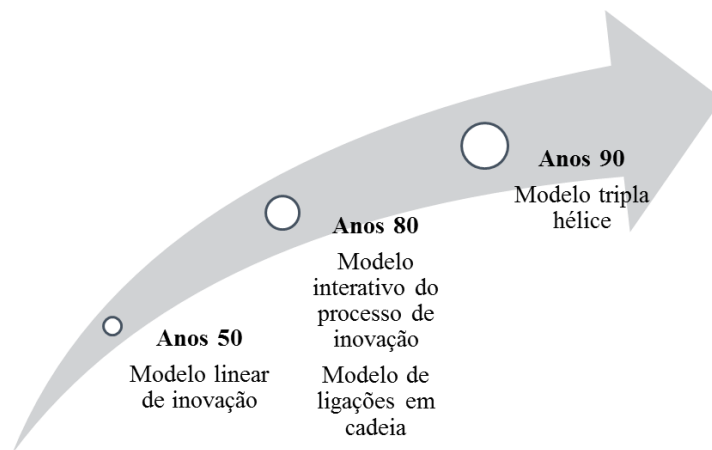 Anos 50
Modelo linear
de inovação
Anos 80
Modelo
interativo do
processo de
inovação
Modelo de
ligações em
cadeia
Anos 90
Modelo tripla
hélice